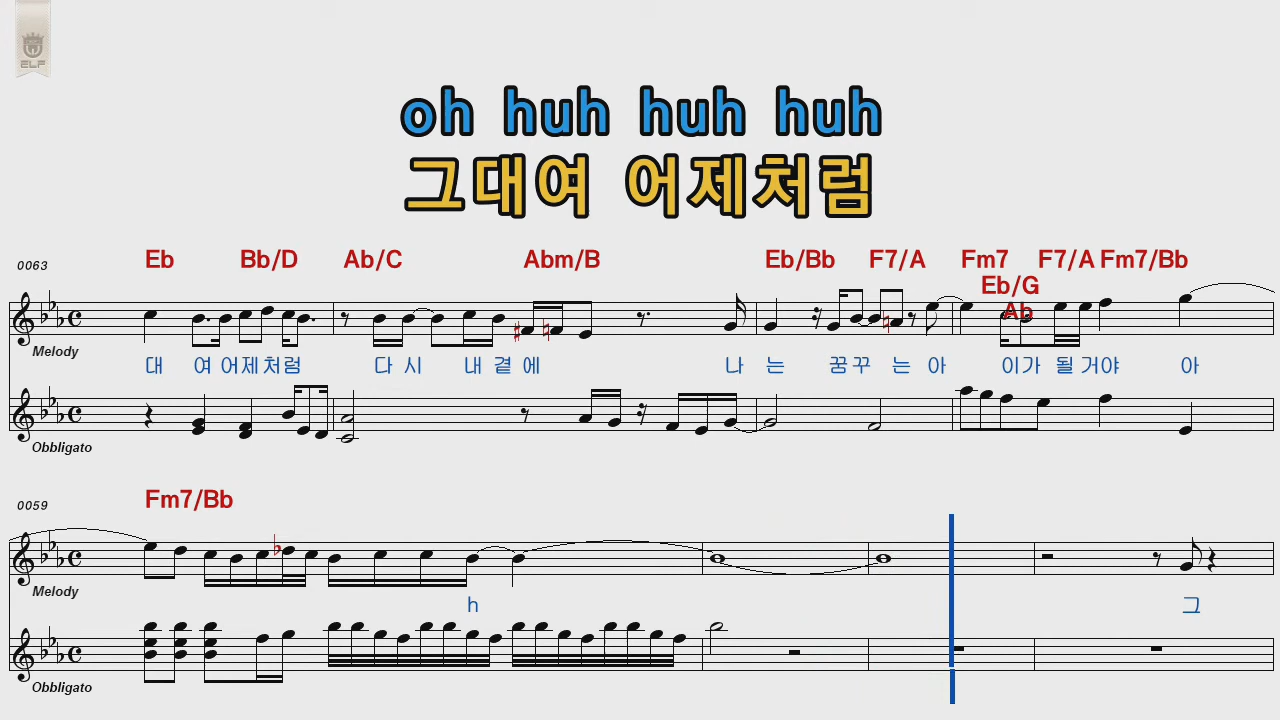 ELF
oh huh huh huh
그대여 어제처럼
0063
Eb Bb/D Ab/C Abm/B Eb/Bb F7/A Fm7 F7/A Fm7/Bb
Eb/G
Ab
Melody
대 여 어제 처럼 다 시 내 곁 에 나 는 꿈 꾸 는 아 이가 될 거야 아
Obbligato
0059
Fm7/Bb
Melody
h 그
Obbligato